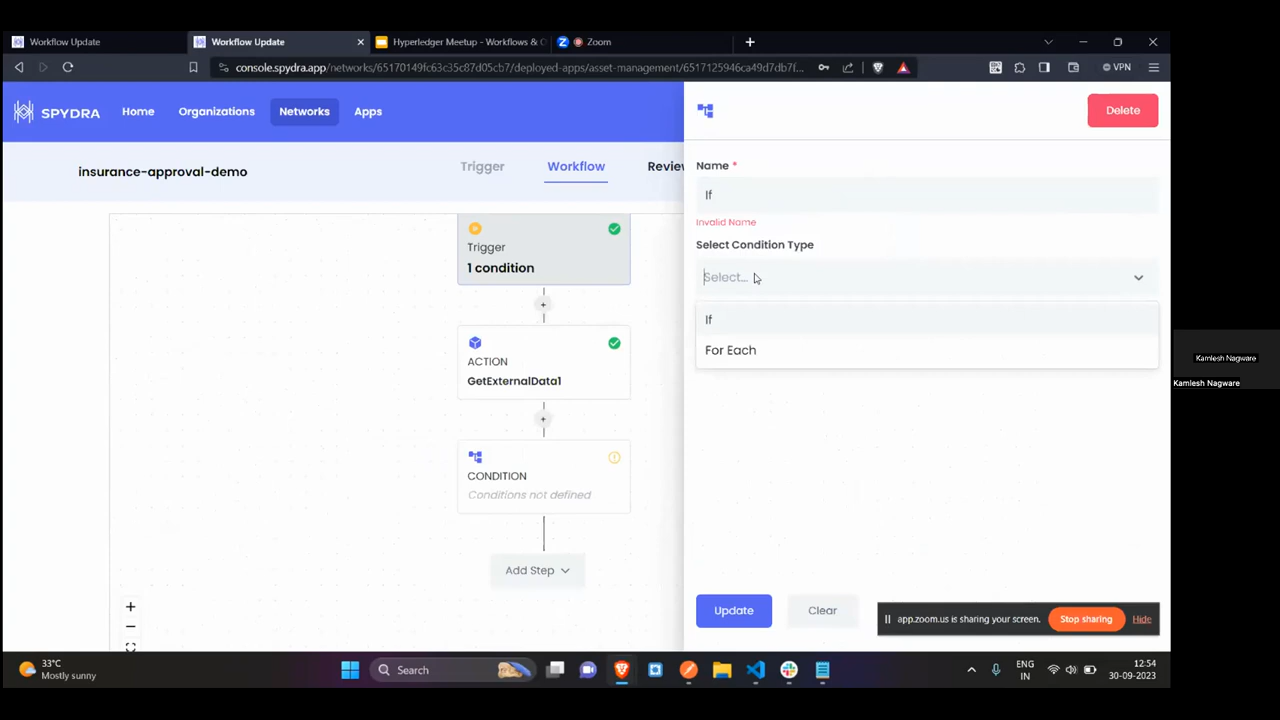 Workflow Update
Workflow Update
Hyperledger Meetup - Workflows & C
Zoom
console.spydra.app/networks/65170149fc63c35c87d05cb7/deployed-apps/asset-management/6517125946ca49d7db7f...
VPN
SPYDRA
Home
Organizations
Networks
Apps
Delete
insurance-approval-demo
Trigger
Workflow
Review
Name *
If
Invalid Name
Select Condition Type
Select...
If
For Each
Trigger
1 condition
+
ACTION
GetExternalData1
+
CONDITION
Conditions not defined
Add Step
Update
Clear
app.zoom.us is sharing your screen.
Stop sharing
Hide
Kamlesh Nagware
Kamlesh Nagware
33°C
Mostly sunny
Search
ENG
IN
12:54
30-09-2023